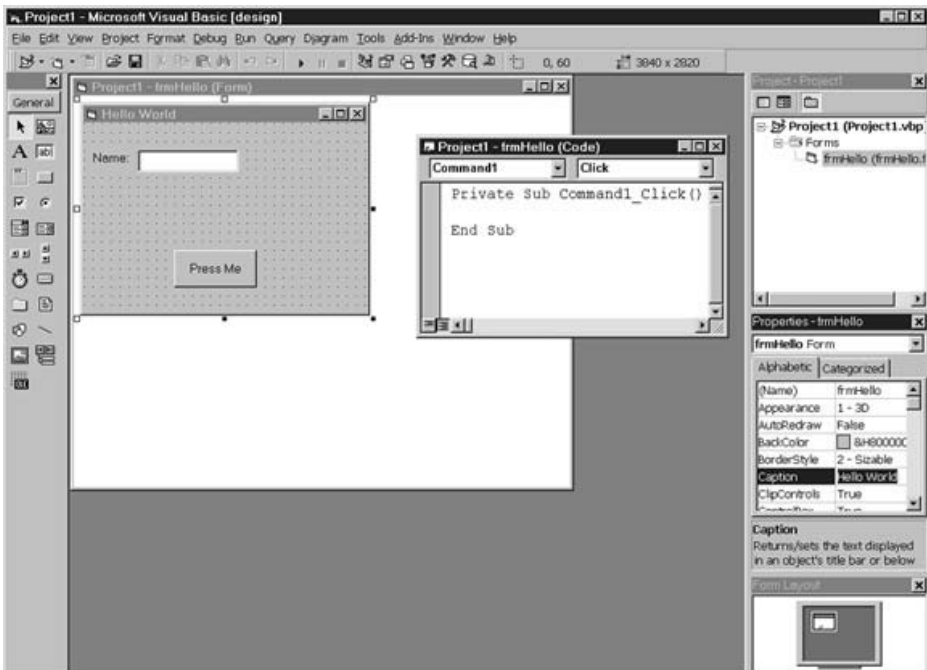 Project1 - Microsoft Visual Basic [design]
File Edit View Project Format Debug Run Query Diagram Tools Add-Ins Window Help
0, 60 3840 x 2820
General
Project1 - frmHello (Form)
Hello World
Name:
Press Me
Project1 - frmHello (Code)
Command1 Click
Private Sub Command1_Click()
End Sub
Project - Project1
Project1 (Project1.vbp
Forms
frmHello (frmHello.f
Properties - frmHello
frmHello Form
Alphabetic Categorized
(Name) frmHello
Appearance 1 - 3D
AutoRedraw False
BackColor &H80000C
BorderStyle 2 - Sizable
Caption Hello World
ClipControls True
ControlBox True
Caption
Returns/sets the text displayed
in an object's title bar or below
Form Layout